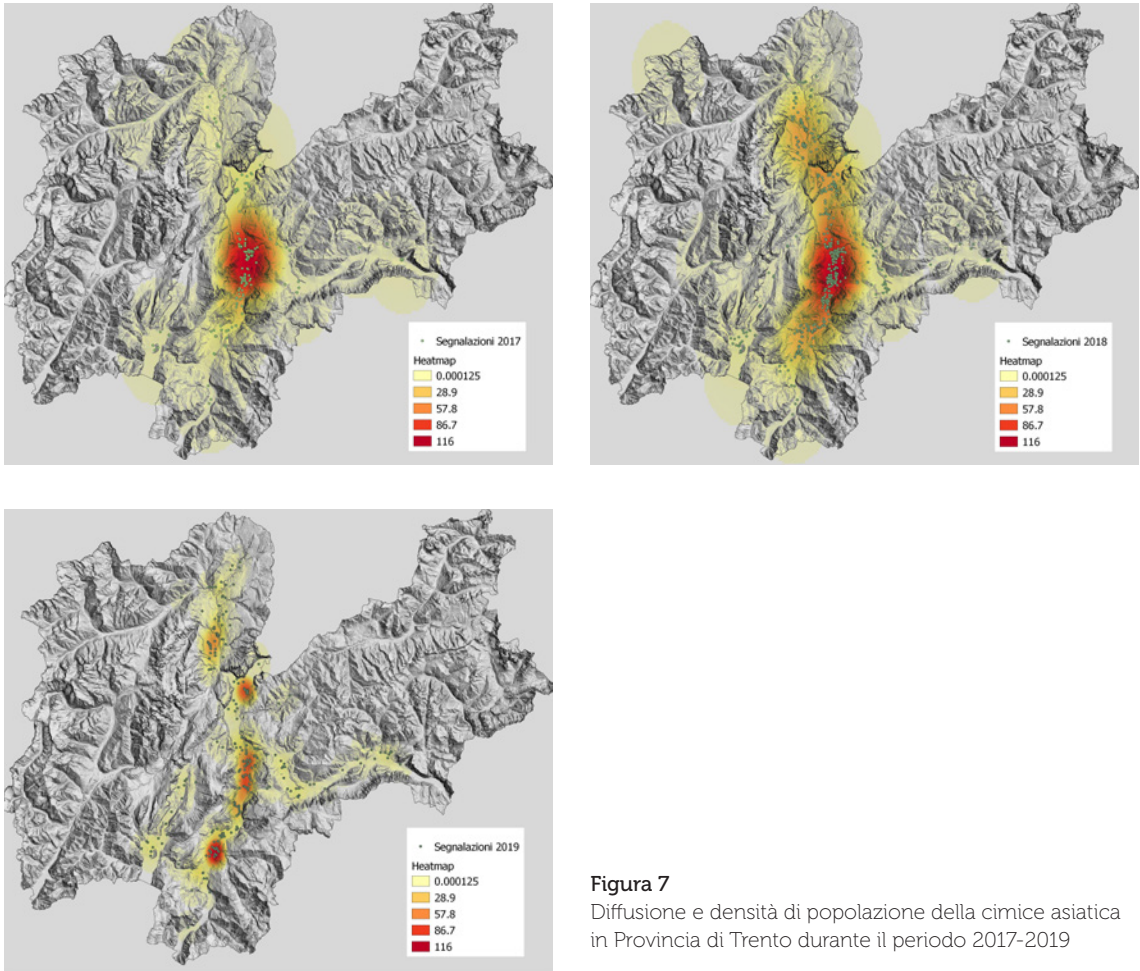 Segnalazioni 2017
Heatmap
0.000125
28.9
57.8
86.7
116
Segnalazioni 2018
Heatmap
0.000125
28.9
57.8
86.7
116
Segnalazioni 2019
Heatmap
0.000125
28.9
57.8
86.7
116
Figura 7
Diffusione e densità di popolazione della cimice asiatica
in Provincia di Trento durante il periodo 2017-2019